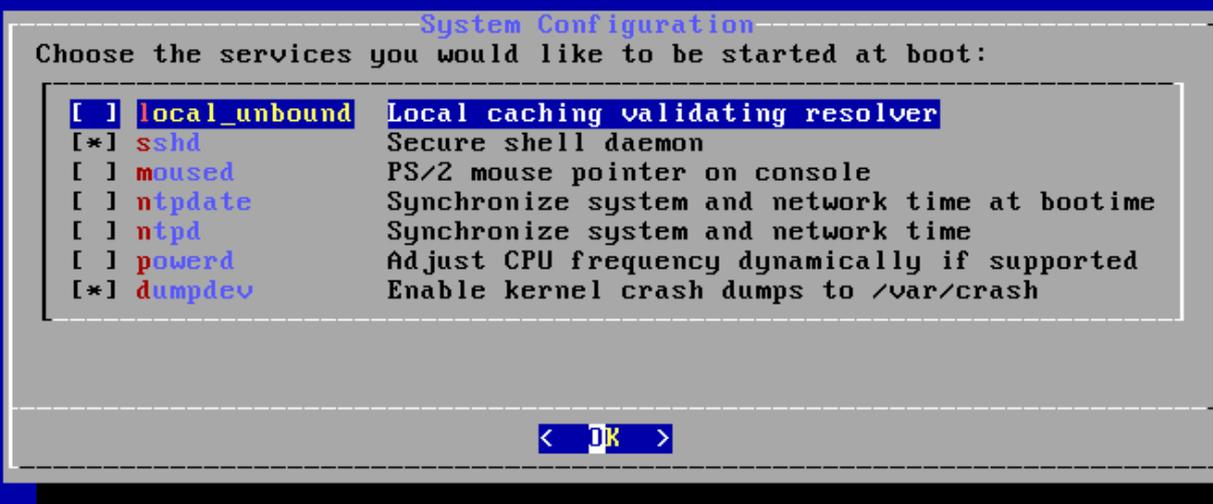 System Configuration
Choose the services you would like to be started at boot:
[ ] local_unbound Local caching validating resolver
[*] sshd Secure shell daemon
[ ] moused PS/2 mouse pointer on console
[ ] ntpdate Synchronize system and network time at bootime
[ ] ntpd Synchronize system and network time
[ ] powerd Adjust CPU frequency dynamically if supported
[*] dumpdev Enable kernel crash dumps to /var/crash
< OK >